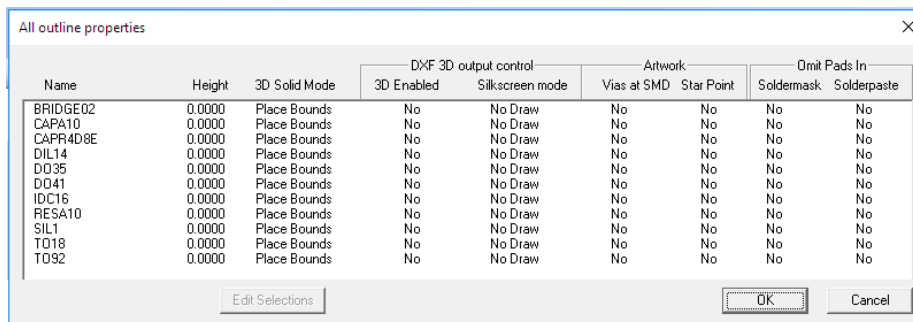 All outline properties
DXF 3D output control Artwork Omit Pads In
Name Height 3D Solid Mode 3D Enabled Silkscreen mode Vias at SMD Star Point Soldermask Solderpaste
BRIDGE02 0.0000 Place Bounds No No Draw No No No No
CAPA10 0.0000 Place Bounds No No Draw No No No No
CAPR4D8E 0.0000 Place Bounds No No Draw No No No No
DIL14 0.0000 Place Bounds No No Draw No No No No
DO35 0.0000 Place Bounds No No Draw No No No No
DO41 0.0000 Place Bounds No No Draw No No No No
IDC16 0.0000 Place Bounds No No Draw No No No No
RESA10 0.0000 Place Bounds No No Draw No No No No
SIL1 0.0000 Place Bounds No No Draw No No No No
TO18 0.0000 Place Bounds No No Draw No No No No
TO92 0.0000 Place Bounds No No Draw No No No No
Edit Selections OK Cancel